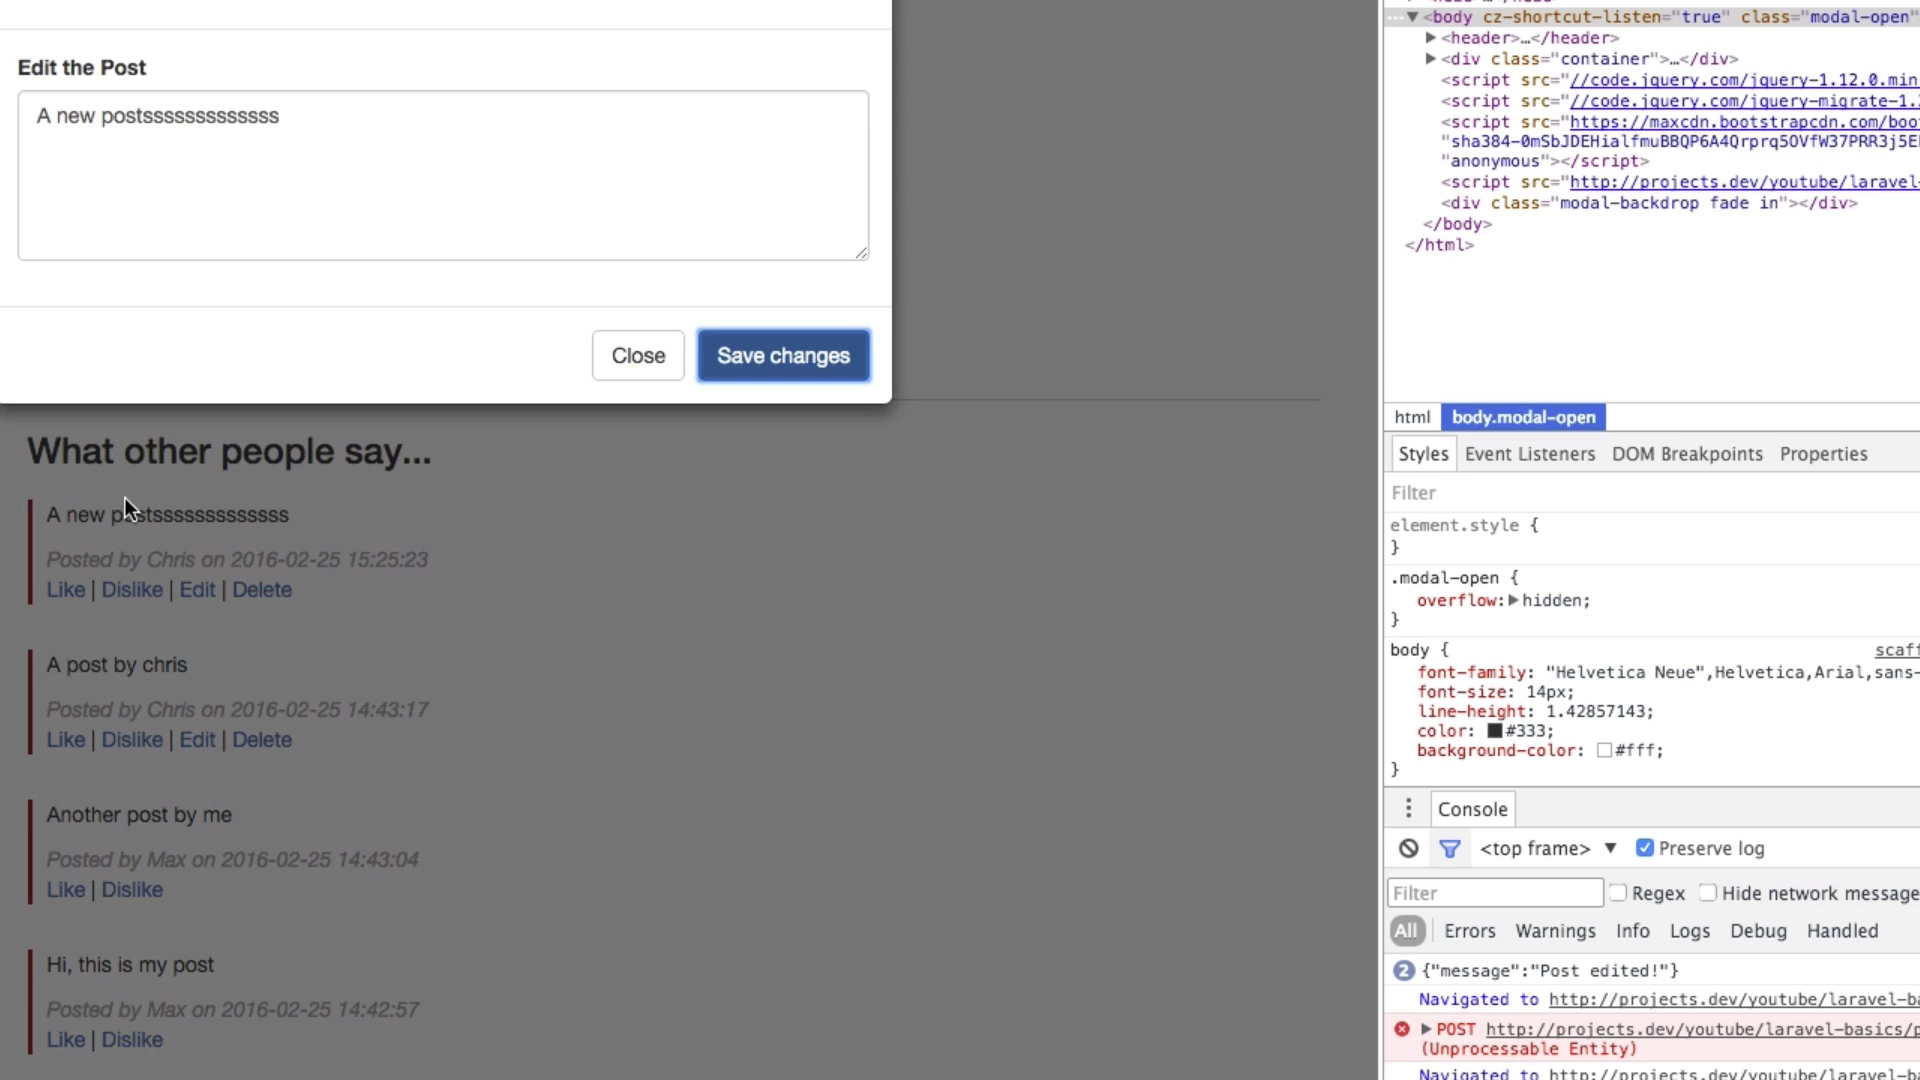 Edit the Post
A new postsssssssssssss
Close
Save changes
What other people say...
A new postsssssssssssss
Posted by Chris on 2016-02-25 15:25:23
Like | Dislike | Edit | Delete
A post by chris
Posted by Chris on 2016-02-25 14:43:17
Like | Dislike | Edit | Delete
Another post by me
Posted by Max on 2016-02-25 14:43:04
Like | Dislike
Hi, this is my post
Posted by Max on 2016-02-25 14:42:57
Like | Dislike
<body cz-shortcut-listen="true" class="modal-open"
<header>…</header>
<div class="container">…</div>
<script src="//code.jquery.com/jquery-1.12.0.min
<script src="//code.jquery.com/jquery-migrate-1.
<script src="https://maxcdn.bootstrapcdn.com/boo
"sha384-0mSbJDEHialfmuBBQP6A4Qrprq5OVfW37PRR3j5E
"anonymous"></script>
<script src="http://projects.dev/youtube/laravel-
<div class="modal-backdrop fade in"></div>
</body>
</html>
html body.modal-open
Styles Event Listeners DOM Breakpoints Properties
Filter
element.style {
}
.modal-open {
overflow: hidden;
}
body { scaff
font-family: "Helvetica Neue",Helvetica,Arial,sans-
font-size: 14px;
line-height: 1.42857143;
color: #333;
background-color: #fff;
}
Console
<top frame> Preserve log
Filter Regex Hide network message
All Errors Warnings Info Logs Debug Handled
2 {"message":"Post edited!"}
Navigated to http://projects.dev/youtube/laravel-ba
POST http://projects.dev/youtube/laravel-basics/p
(Unprocessable Entity)
Navigated to http://projects.dev/youtube/laravel-ba